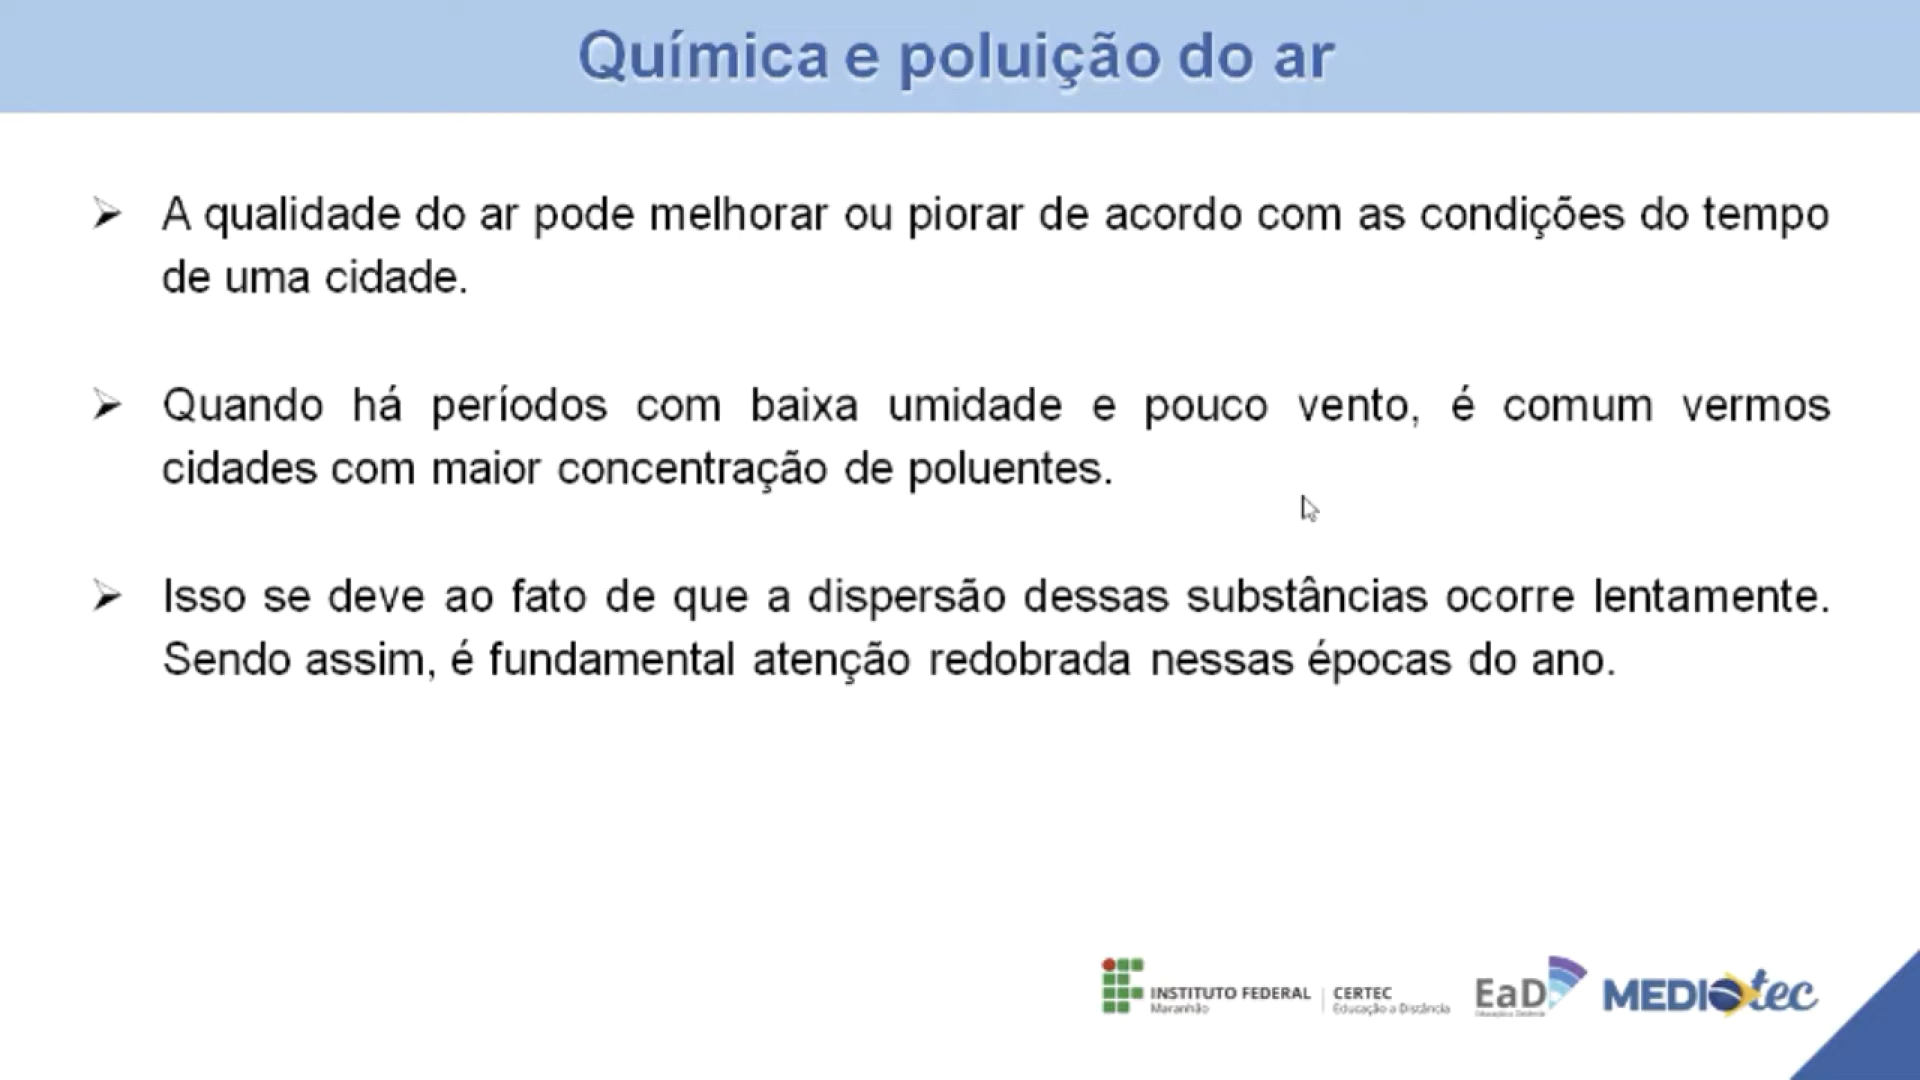 Química e poluição do ar
➢ A qualidade do ar pode melhorar ou piorar de acordo com as condições do tempo
de uma cidade.
➢ Quando há períodos com baixa umidade e pouco vento, é comum vermos
cidades com maior concentração de poluentes.
➢ Isso se deve ao fato de que a dispersão dessas substâncias ocorre lentamente.
Sendo assim, é fundamental atenção redobrada nessas épocas do ano.
INSTITUTO FEDERAL
Maranhão
CERTEC
Educação a Distância
EaD
MEDIOtec